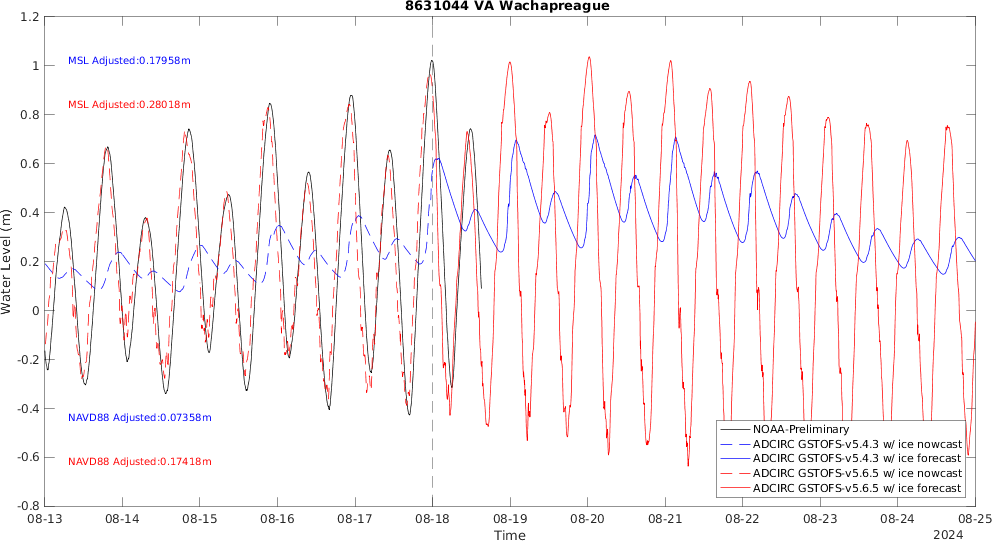 8631044 VA Wachapreague
1.2
1
0.8
0.6
0.4
0.2
0
-0.2
-0.4
-0.6
-0.8
Water Level (m)
MSL Adjusted:0.17958m
MSL Adjusted:0.28018m
NAVD88 Adjusted:0.07358m
NAVD88 Adjusted:0.17418m
NOAA-Preliminary
ADCIRC GSTOFS-v5.4.3 w/ ice nowcast
ADCIRC GSTOFS-v5.4.3 w/ ice forecast
ADCIRC GSTOFS-v5.6.5 w/ ice nowcast
ADCIRC GSTOFS-v5.6.5 w/ ice forecast
08-13 08-14 08-15 08-16 08-17 08-18 08-19 08-20 08-21 08-22 08-23 08-24 08-25
Time
2024